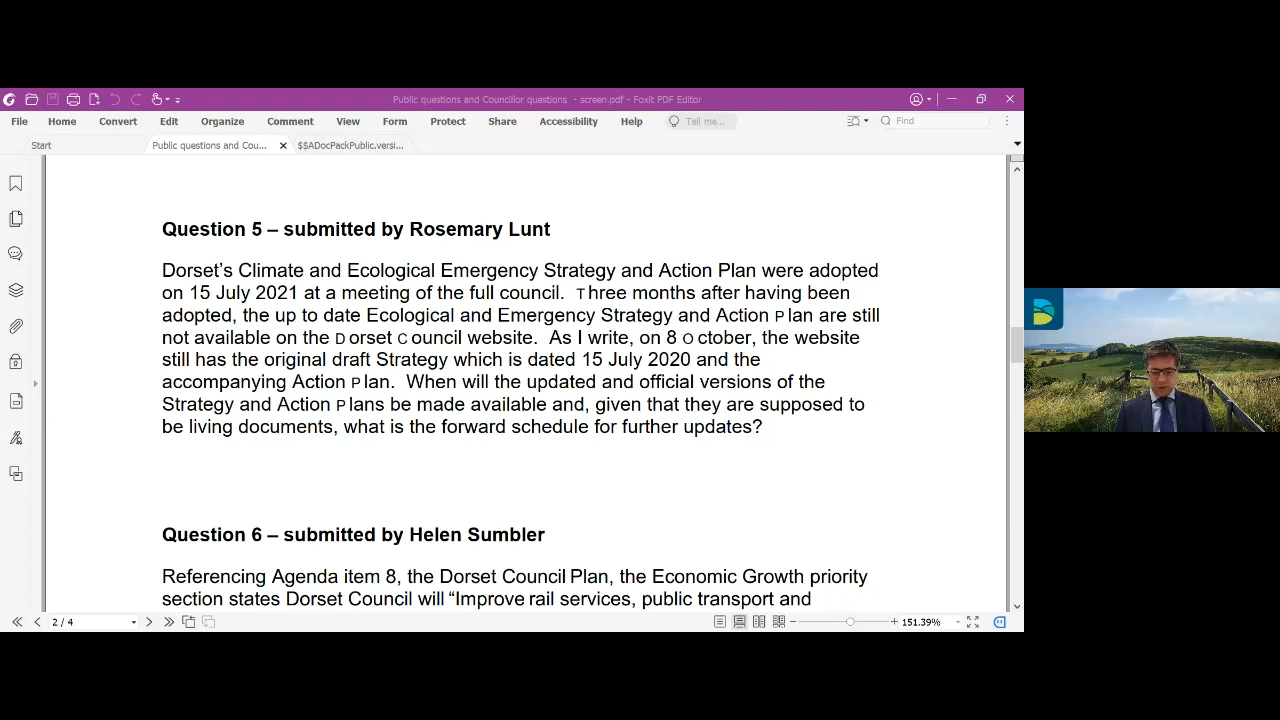 Public questions and Councillor questions - screen.pdf - Foxit PDF Editor
File Home Convert Edit Organize Comment View Form Protect Share Accessibility Help Tell me... Find
Start Public questions and Cou... $$ADocPackPublic.versi...
Question 5 – submitted by Rosemary Lunt
Dorset’s Climate and Ecological Emergency Strategy and Action Plan were adopted
on 15 July 2021 at a meeting of the full council. Three months after having been
adopted, the up to date Ecological and Emergency Strategy and Action Plan are still
not available on the Dorset Council website. As I write, on 8 October, the website
still has the original draft Strategy which is dated 15 July 2020 and the
accompanying Action Plan. When will the updated and official versions of the
Strategy and Action Plans be made available and, given that they are supposed to
be living documents, what is the forward schedule for further updates?
Question 6 – submitted by Helen Sumbler
Referencing Agenda item 8, the Dorset Council Plan, the Economic Growth priority
section states Dorset Council will “Improve rail services, public transport and
2 / 4 151.39%